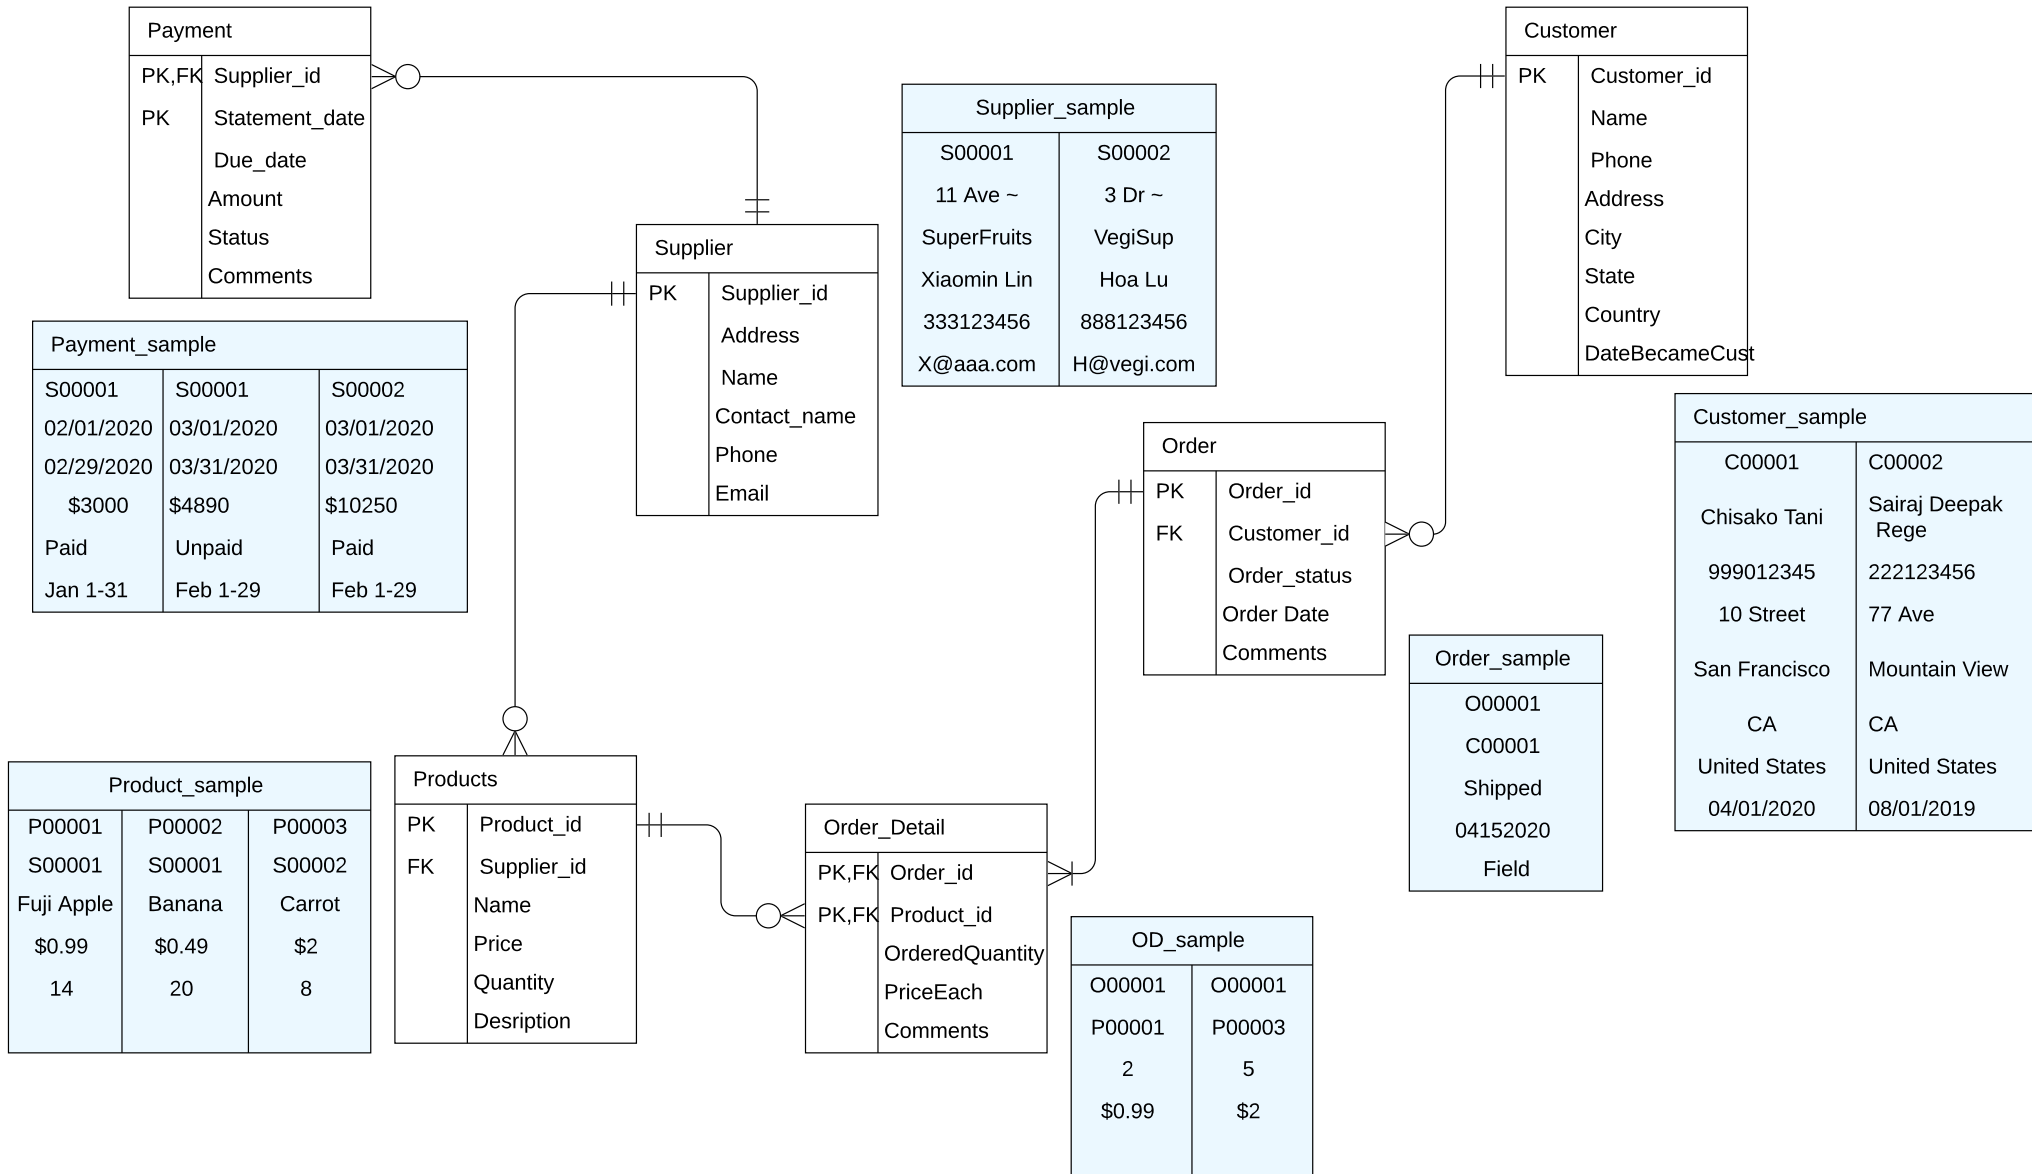 Payment
PK,FK Supplier_id
PK Statement_date
Due_date
Amount
Status
Comments
Customer
PK Customer_id
Name
Phone
Address
City
State
Country
DateBecameCust
Supplier_sample
S00001 S00002
11 Ave ~ 3 Dr ~
SuperFruits VegiSup
Xiaomin Lin Hoa Lu
333123456 888123456
X@aaa.com H@vegi.com
Supplier
PK Supplier_id
Address
Name
Contact_name
Phone
Email
Payment_sample
S00001 S00001 S00002
02/01/2020 03/01/2020 03/01/2020
02/29/2020 03/31/2020 03/31/2020
$3000 $4890 $10250
Paid Unpaid Paid
Jan 1-31 Feb 1-29 Feb 1-29
Order
PK Order_id
FK Customer_id
Order_status
Order Date
Comments
Customer_sample
C00001 C00002
Chisako Tani Sairaj Deepak
Rege
999012345 222123456
10 Street 77 Ave
San Francisco Mountain View
CA CA
United States United States
04/01/2020 08/01/2019
Order_sample
O00001
C00001
Shipped
04152020
Field
Product_sample
P00001 P00002 P00003
S00001 S00001 S00002
Fuji Apple Banana Carrot
$0.99 $0.49 $2
14 20 8
Products
PK Product_id
FK Supplier_id
Name
Price
Quantity
Desription
Order_Detail
PK,FK Order_id
PK,FK Product_id
OrderedQuantity
PriceEach
Comments
OD_sample
O00001 O00001
P00001 P00003
2 5
$0.99 $2